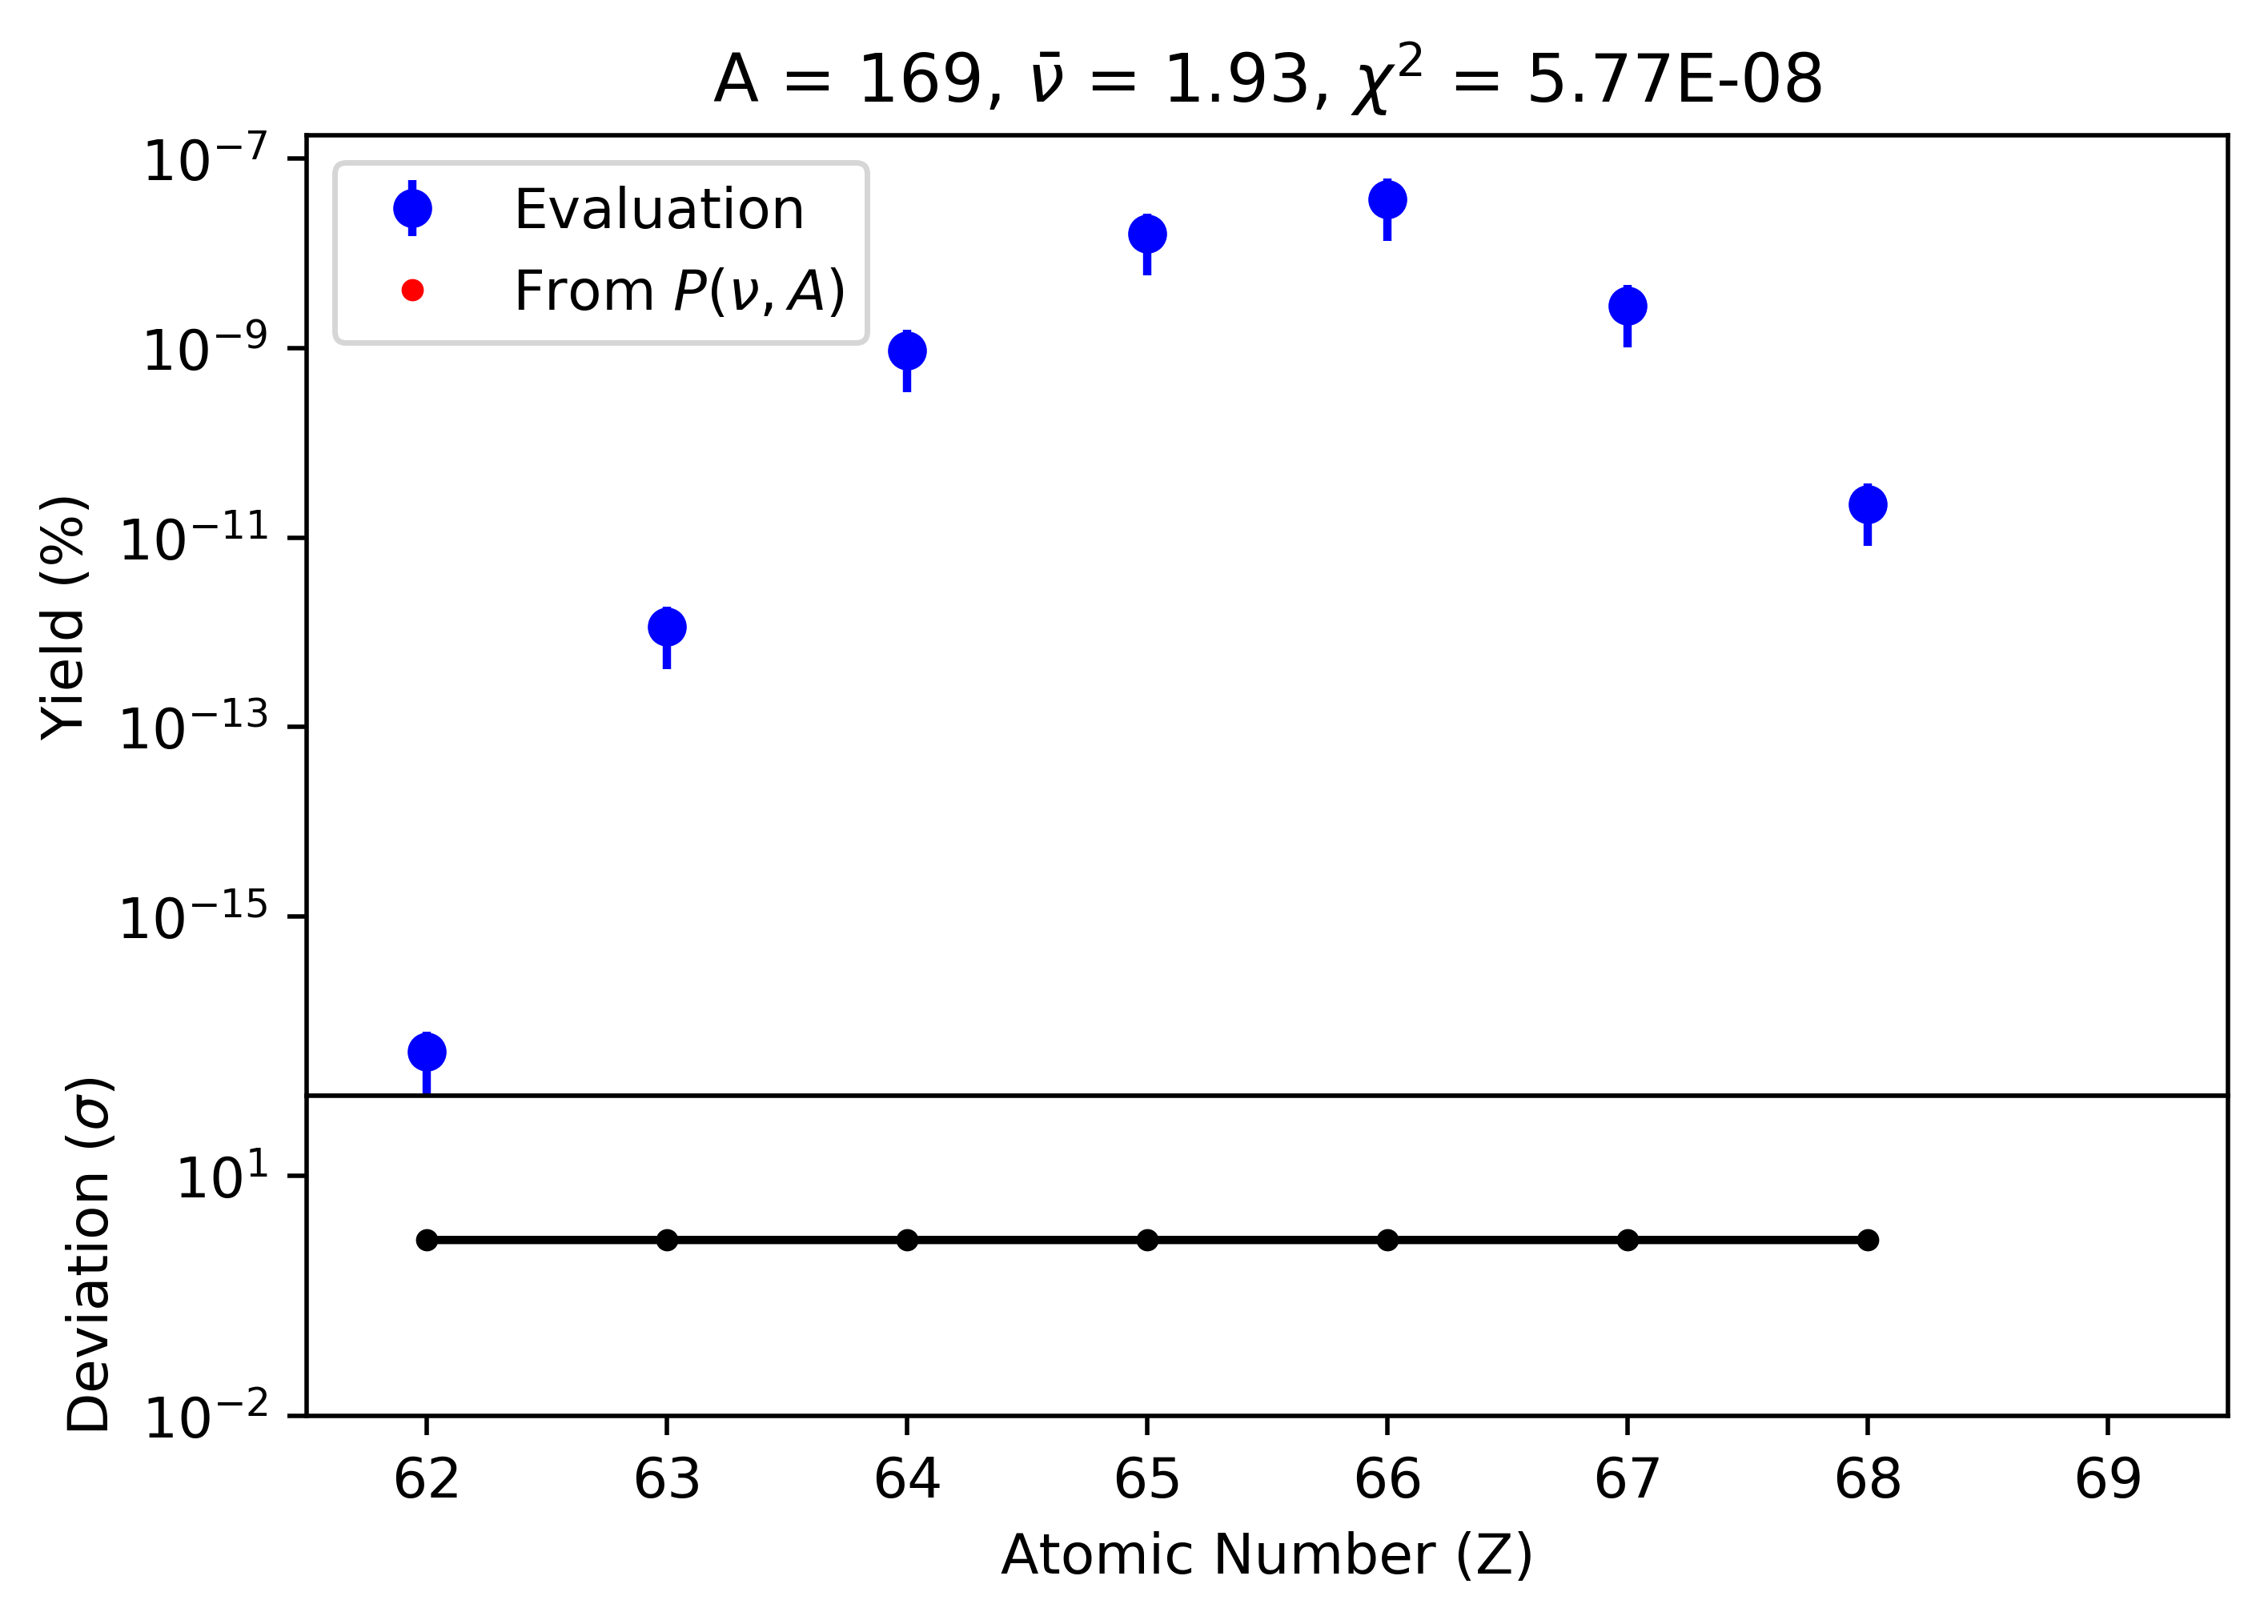 A = 169, ν̄ = 1.93, χ² = 5.77E-08
Evaluation
From P(ν, A)
Yield (%)
10⁻⁷
10⁻⁹
10⁻¹¹
10⁻¹³
10⁻¹⁵
Deviation (σ)
10¹
10⁻²
62 63 64 65 66 67 68 69
Atomic Number (Z)